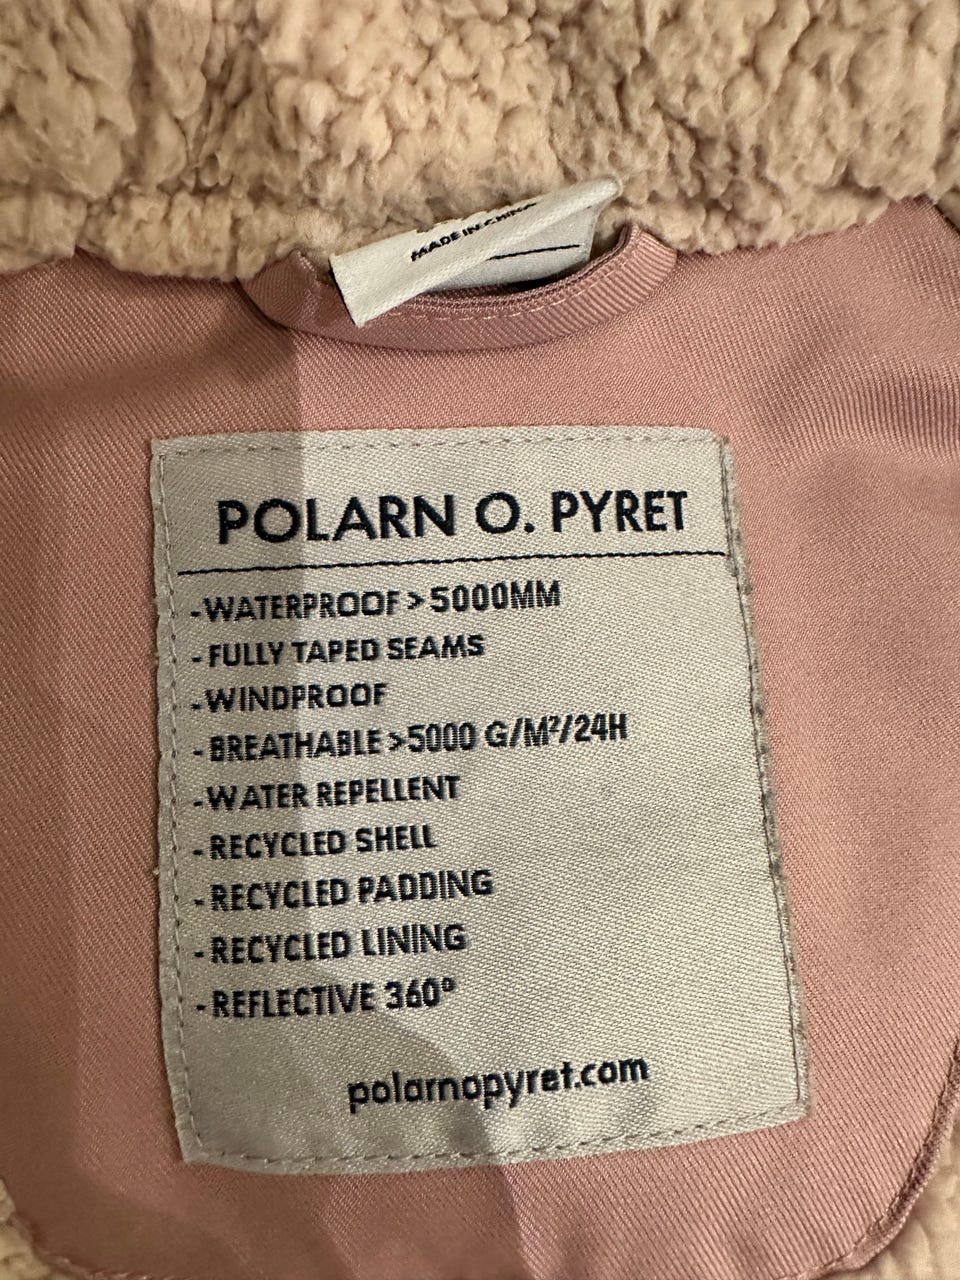 MADE IN CHINA
POLARN O. PYRET
- WATERPROOF > 5000MM
- FULLY TAPED SEAMS
- WINDPROOF
- BREATHABLE >5000 G/M²/24H
- WATER REPELLENT
- RECYCLED SHELL
- RECYCLED PADDING
- RECYCLED LINING
- REFLECTIVE 360°
polarnopyret.com